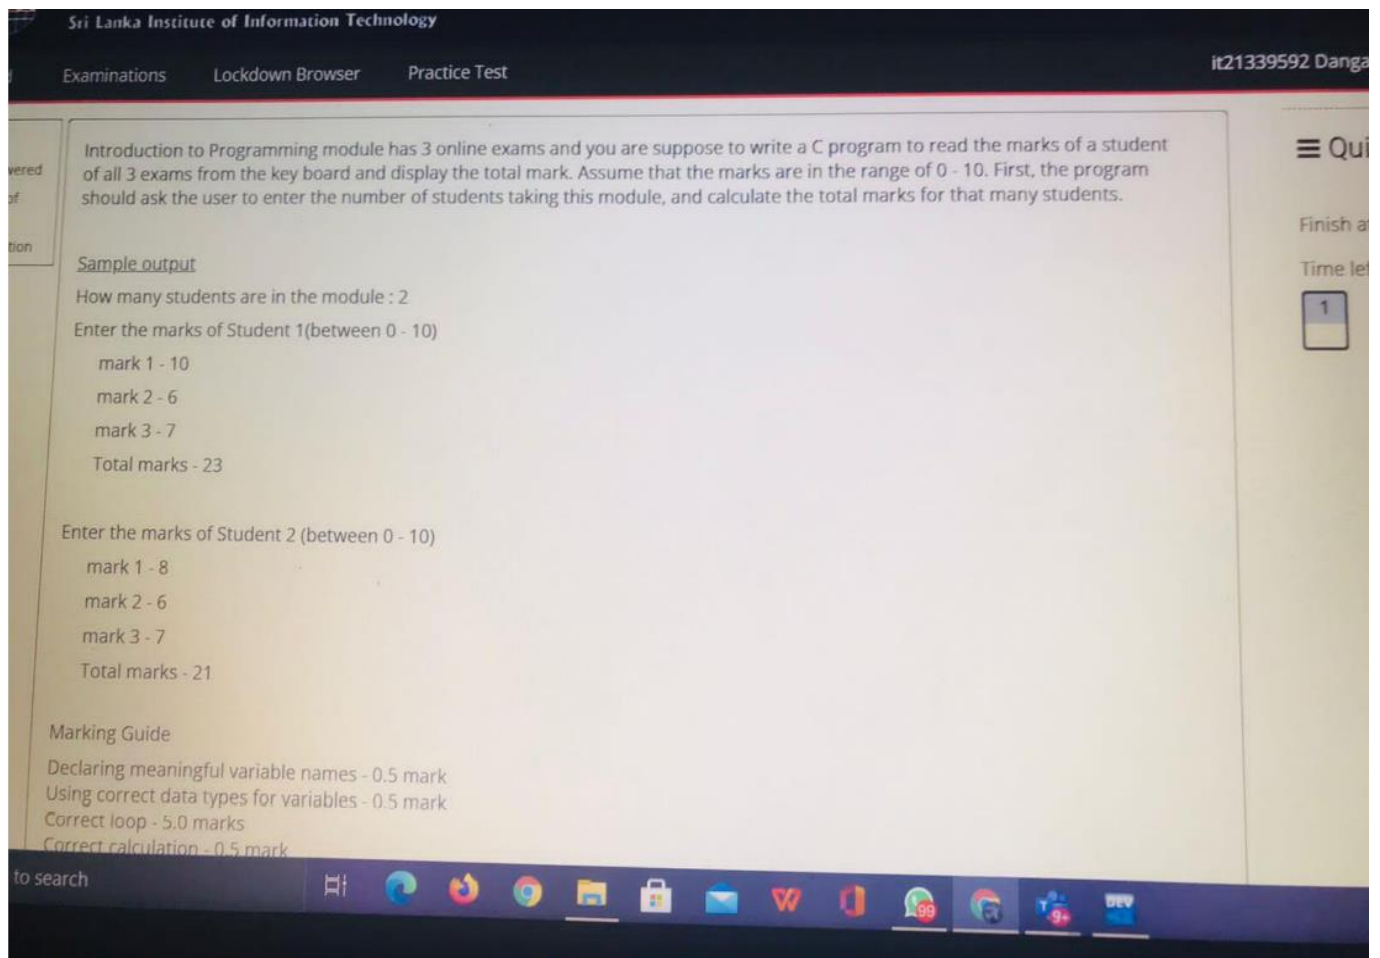 Sri Lanka Institute of Information Technology
Examinations Lockdown Browser Practice Test
it21339592 Danga
Introduction to Programming module has 3 online exams and you are suppose to write a C program to read the marks of a student
of all 3 exams from the key board and display the total mark. Assume that the marks are in the range of 0 - 10. First, the program
should ask the user to enter the number of students taking this module, and calculate the total marks for that many students.
vered
of
tion
Sample output
How many students are in the module : 2
Enter the marks of Student 1(between 0 - 10)
mark 1 - 10
mark 2 - 6
mark 3 - 7
Total marks - 23
Enter the marks of Student 2 (between 0 - 10)
mark 1 - 8
mark 2 - 6
mark 3 - 7
Total marks - 21
Marking Guide
Declaring meaningful variable names - 0.5 mark
Using correct data types for variables - 0.5 mark
Correct loop - 5.0 marks
Correct calculation - 0.5 mark
Qui
Finish a
Time lef
1
to search
99
T
9+
DEV